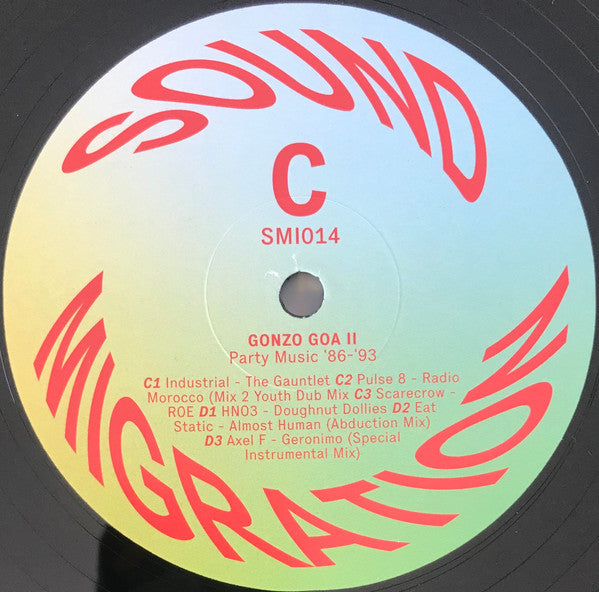 SOUND
C
SMI014
GONZO GOA II
Party Music '86-'93
C1 Industrial - The Gauntlet C2 Pulse 8 - Radio
Morocco (Mix 2 Youth Dub Mix C3 Scarecrow -
ROE D1 HNO3 - Doughnut Dollies D2 Eat
Static - Almost Human (Abduction Mix)
D3 Axel F - Geronimo (Special
Instrumental Mix)
MIGRATION